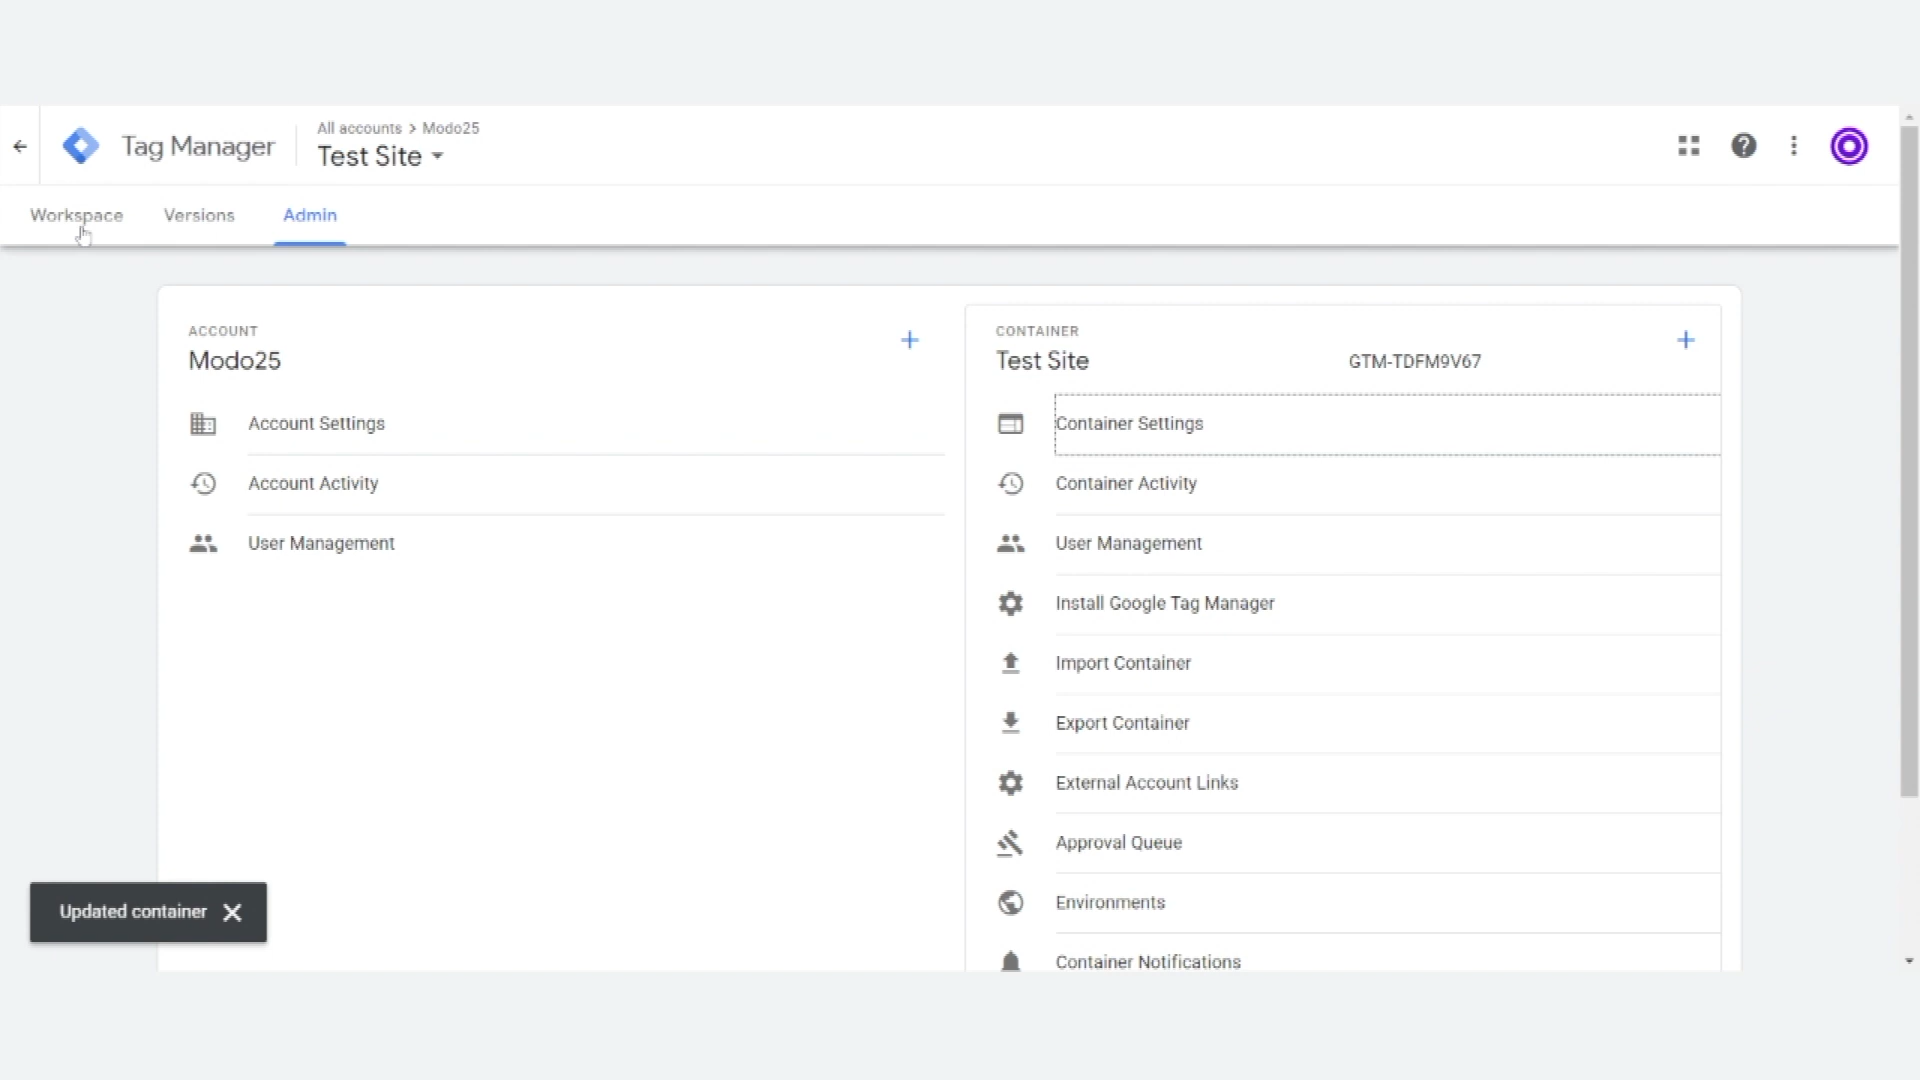 Tag Manager
All accounts > Modo25
Test Site
Workspace
Versions
Admin
ACCOUNT
Modo25
Account Settings
Account Activity
User Management
CONTAINER
Test Site
GTM-TDFM9V67
Container Settings
Container Activity
User Management
Install Google Tag Manager
Import Container
Export Container
External Account Links
Approval Queue
Environments
Container Notifications
Updated container